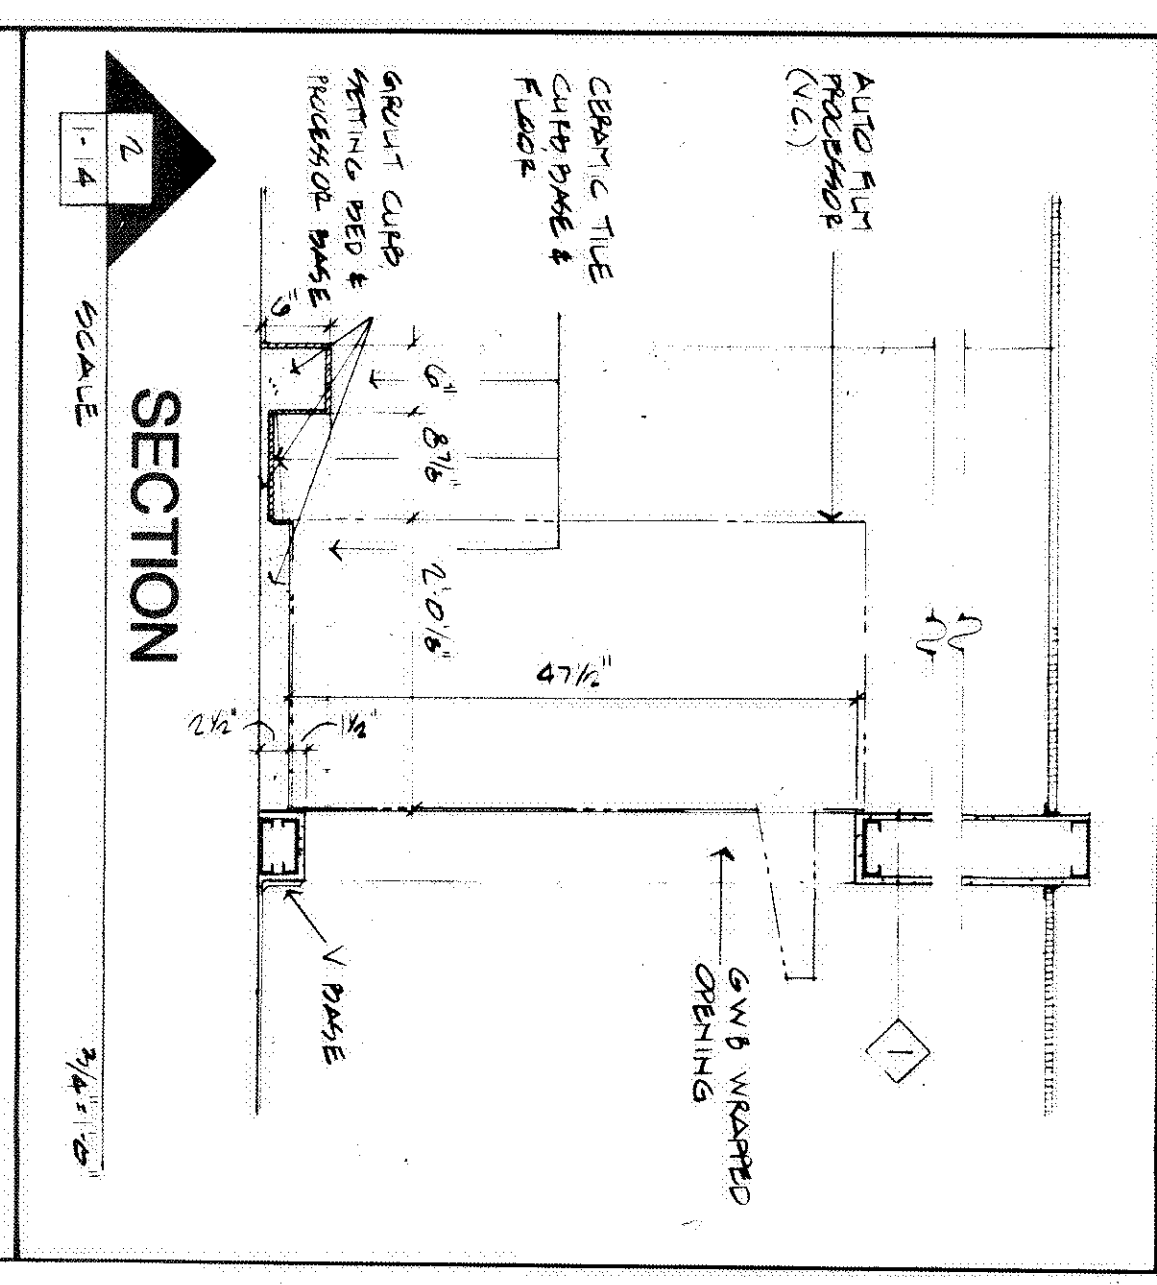 AUTO FILM
PROCESSOR
(V.C.)
CERAMIC TILE
CURB, BASE &
FLOOR
GROUT CURB,
SETTING BED &
PROCESSOR BASE
6"
6"
8 7/8"
2'-0 1/8"
47 1/2"
2 1/2"
1 1/2"
GWB WRAPPED
OPENING
1
V BASE
2
1-14
SECTION
SCALE
3/4=1'-0"